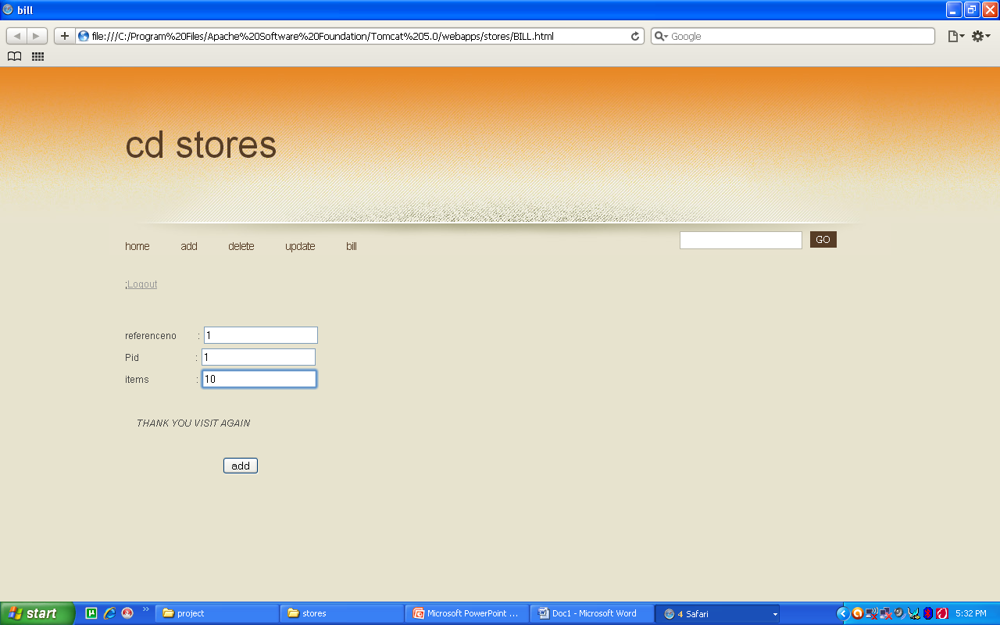 bill
file:///C:/Program%20Files/Apache%20Software%20Foundation/Tomcat%205.0/webapps/stores/BILL.html
Google
cd stores
home add delete update bill GO
;Logout
referenceno : 1
Pid : 1
items : 10
THANK YOU VISIT AGAIN
add
start » project stores Microsoft PowerPoint ... Doc1 - Microsoft Word 4 Safari 5:32 PM